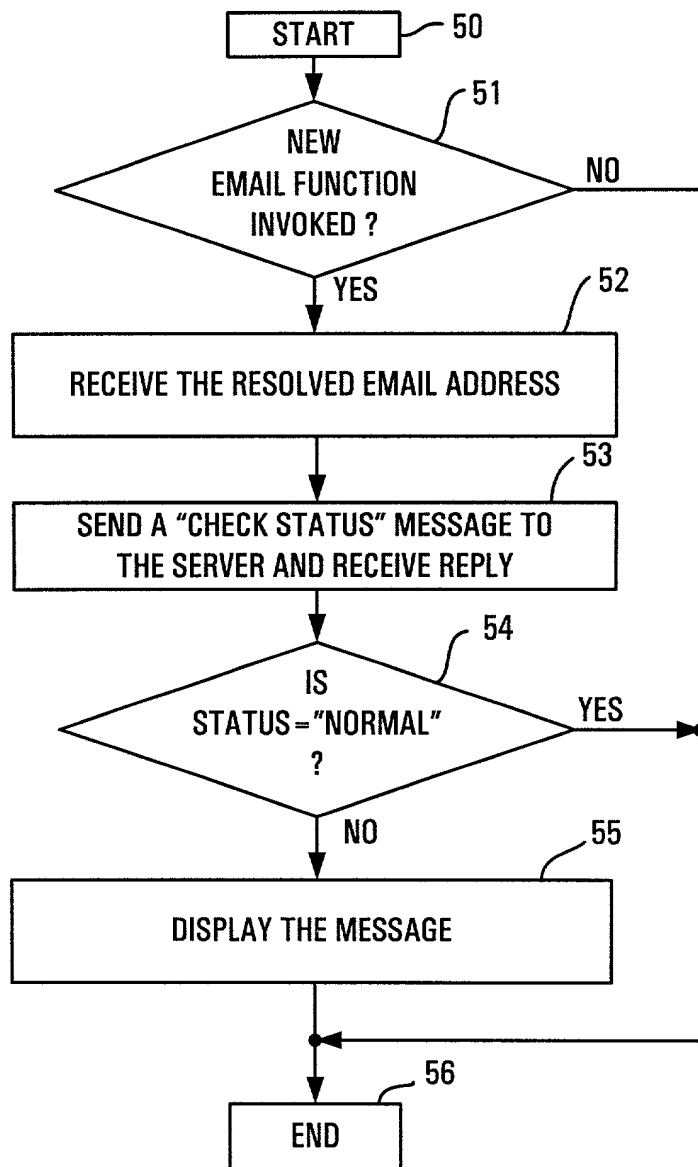 START
50
51
NEW
EMAIL FUNCTION
INVOKED ?
NO
YES
52
RECEIVE THE RESOLVED EMAIL ADDRESS
53
SEND A “CHECK STATUS” MESSAGE TO
THE SERVER AND RECEIVE REPLY
54
IS
STATUS="NORMAL"
?
YES
NO
55
DISPLAY THE MESSAGE
56
END